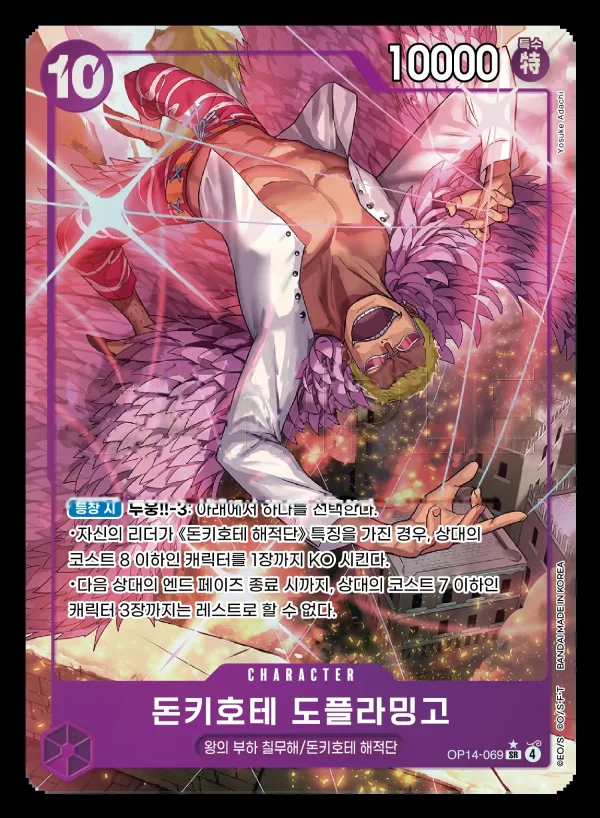 10
10000
특수
特
Yosuke Adachi
SAMPLE
등장 시 두웅!!-3: 아래에서 하나를 선택한다.
•자신의 리더가 《돈키호테 해적단》 특징을 가진 경우, 상대의
코스트 8 이하인 캐릭터를 1장까지 KO 시킨다.
•다음 상대의 엔드 페이즈 종료 시까지, 상대의 코스트 7 이하인
캐릭터 3장까지는 레스트로 할 수 없다.
CHARACTER
돈키호테 도플라밍고
왕의 부하 칠무해/돈키호테 해적단
OP14-069 SR 4
©E.O/S. ©O/S,F,T BANDAI MADE IN KOREA